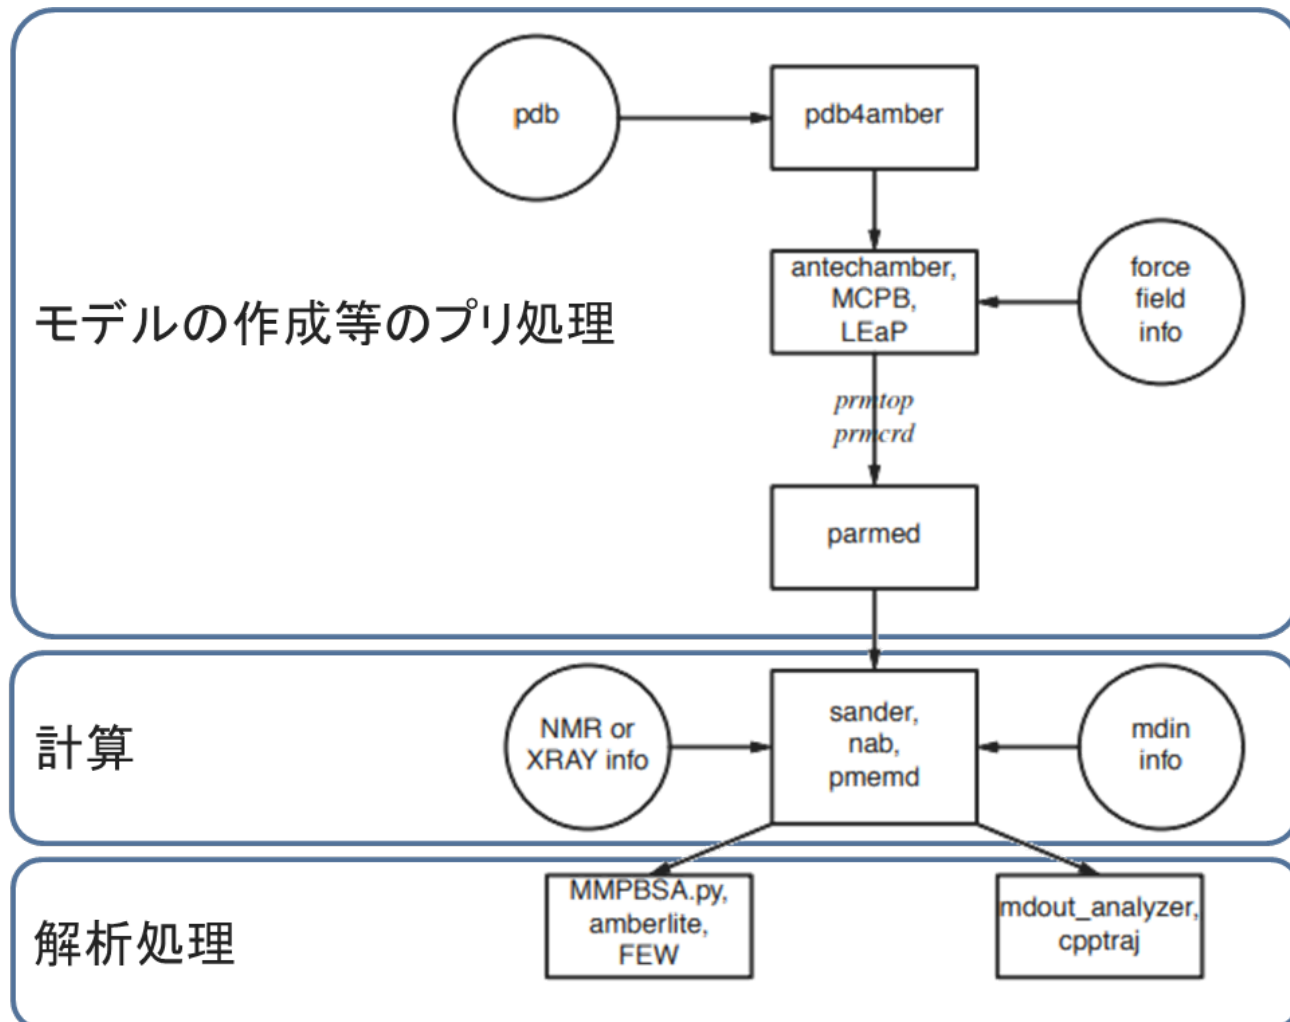 pdb
pdb4amber
antechamber,
MCPB,
LEaP
force
field
info
モデルの作成等のプリ処理
prmtop
prmcrd
parmed
計算
NMR or
XRAY info
sander,
nab,
pmemd
mdin
info
解析処理
MMPBSA.py,
amberlite,
FEW
mdout_analyzer,
cpptraj